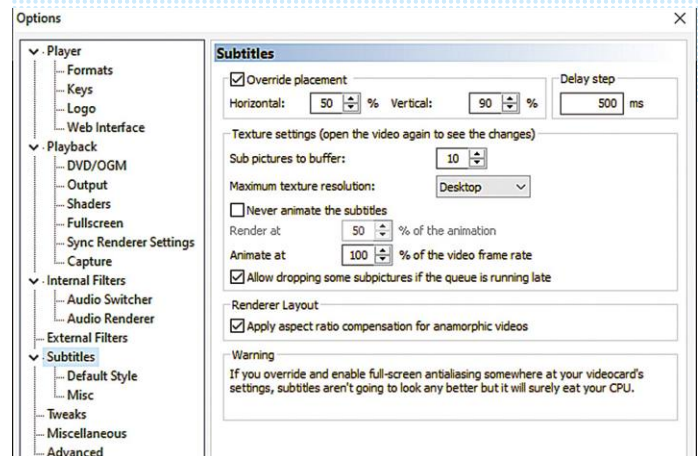 Options
Player
Formats
Keys
Logo
Web Interface
Playback
DVD/OGM
Output
Shaders
Fullscreen
Sync Renderer Settings
Capture
Internal Filters
Audio Switcher
Audio Renderer
External Filters
Subtitles
Default Style
Misc
Tweaks
Miscellaneous
Advanced
Subtitles
Override placement
Delay step
Horizontal: 50 % Vertical: 90 % 500 ms
Texture settings (open the video again to see the changes)
Sub pictures to buffer: 10
Maximum texture resolution: Desktop
Never animate the subtitles
Render at 50 % of the animation
Animate at 100 % of the video frame rate
Allow dropping some subpictures if the queue is running late
Renderer Layout
Apply aspect ratio compensation for anamorphic videos
Warning
If you override and enable full-screen antialiasing somewhere at your videocard's
settings, subtitles aren't going to look any better but it will surely eat your CPU.